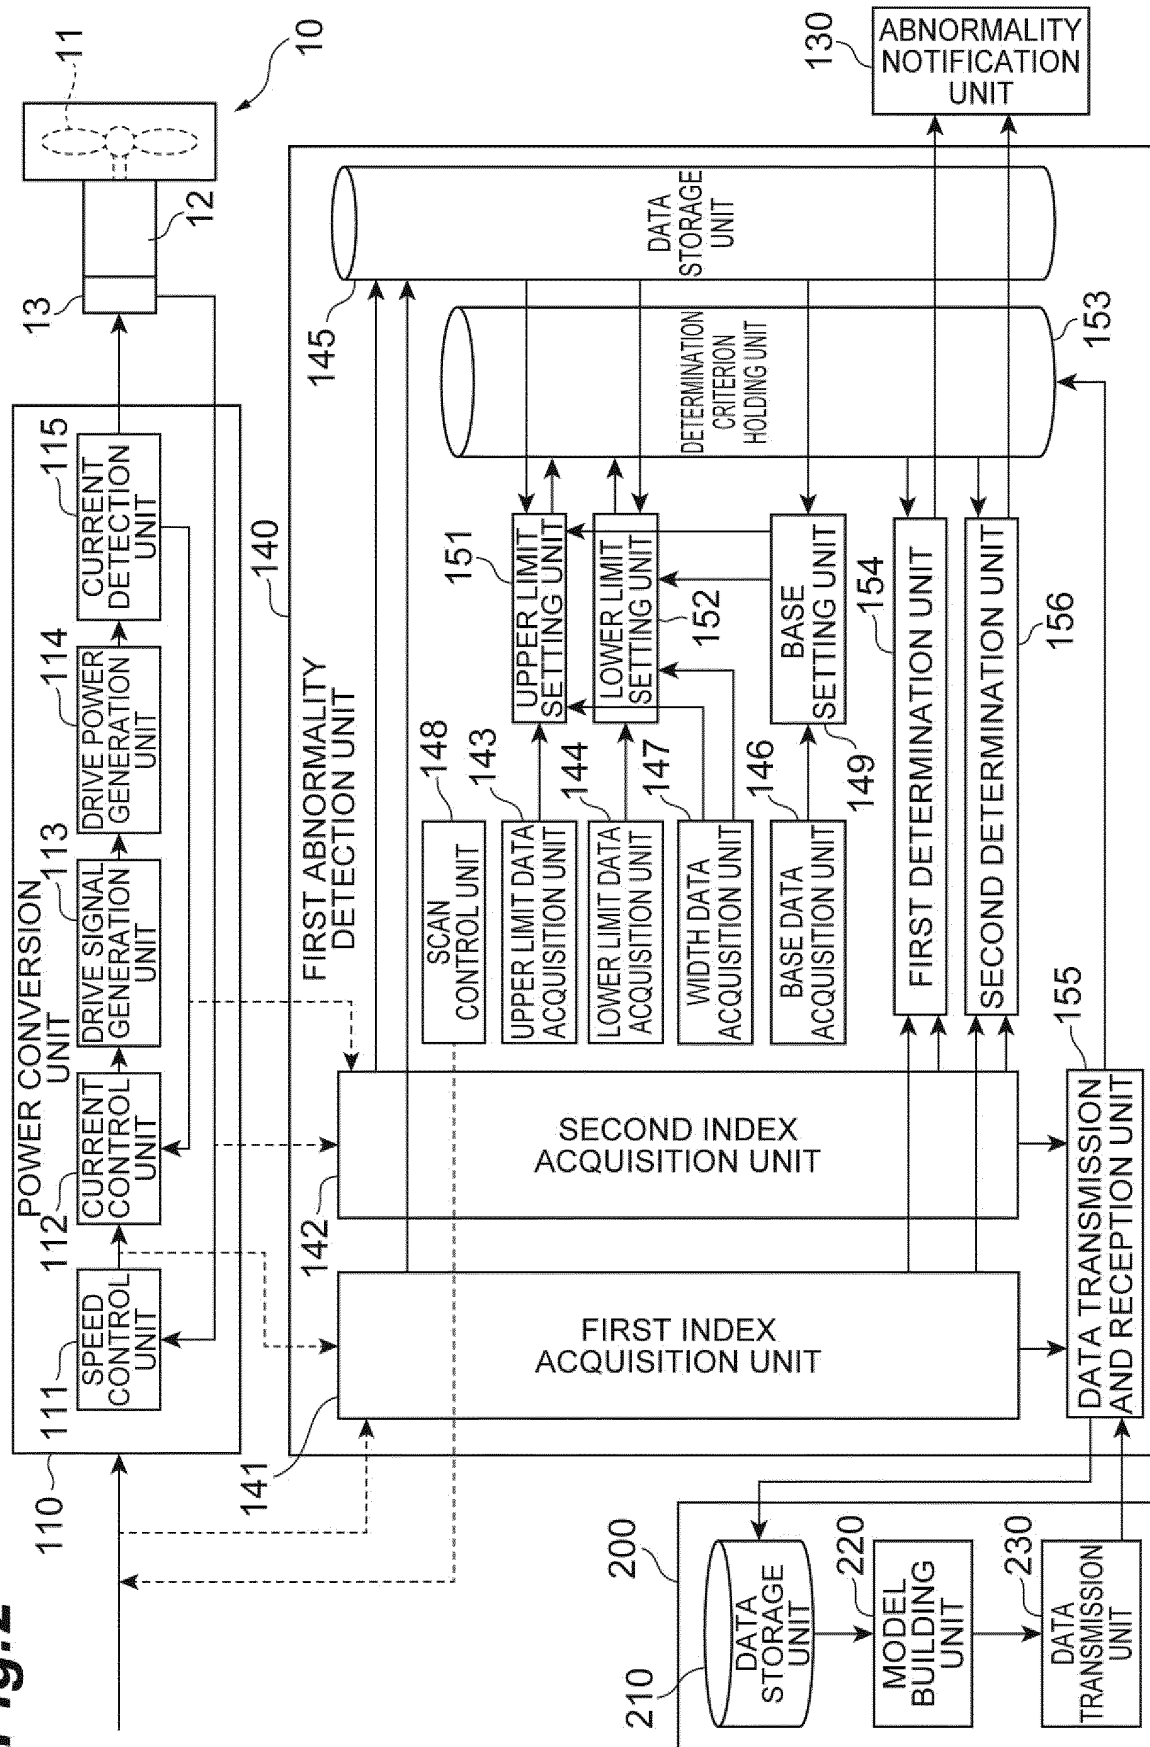 Fig.2
110
POWER CONVERSION
UNIT
111
SPEED
CONTROL
UNIT
112
CURRENT
CONTROL
UNIT
113
DRIVE SIGNAL
GENERATION
UNIT
114
DRIVE POWER
GENERATION
UNIT
115
CURRENT
DETECTION
UNIT
13
12
11
10
140
FIRST ABNORMALITY
DETECTION UNIT
141
FIRST INDEX
ACQUISITION UNIT
142
SECOND INDEX
ACQUISITION UNIT
148
SCAN
CONTROL UNIT
143
UPPER LIMIT DATA
ACQUISITION UNIT
144
LOWER LIMIT DATA
ACQUISITION UNIT
147
WIDTH DATA
ACQUISITION UNIT
146
BASE DATA
ACQUISITION UNIT
151
UPPER LIMIT
SETTING UNIT
152
LOWER LIMIT
SETTING UNIT
149
BASE
SETTING UNIT
154
FIRST DETERMINATION UNIT
156
SECOND DETERMINATION UNIT
145
DATA
STORAGE
UNIT
153
DETERMINATION
CRITERION
HOLDING UNIT
130
ABNORMALITY
NOTIFICATION
UNIT
155
DATA TRANSMISSION
AND RECEPTION UNIT
200
210
DATA
STORAGE
UNIT
220
MODEL
BUILDING
UNIT
230
DATA
TRANSMISSION
UNIT